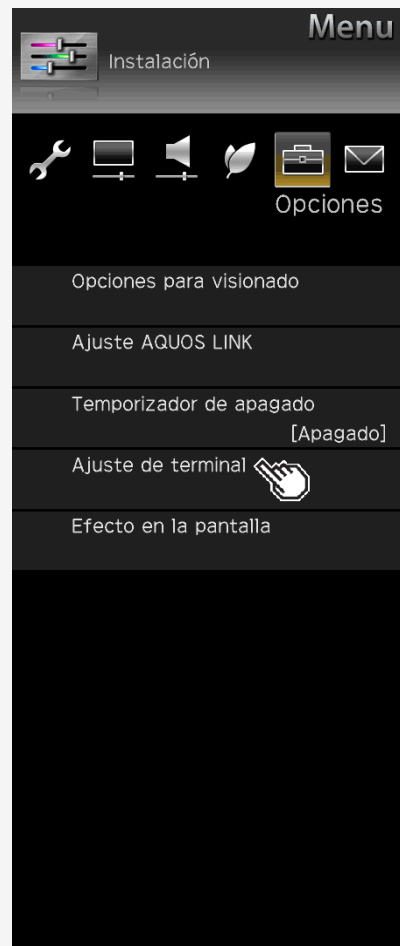 Menu
Instalación
Opciones
Opciones para visionado
Ajuste AQUOS LINK
Temporizador de apagado
[Apagado]
Ajuste de terminal
Efecto en la pantalla